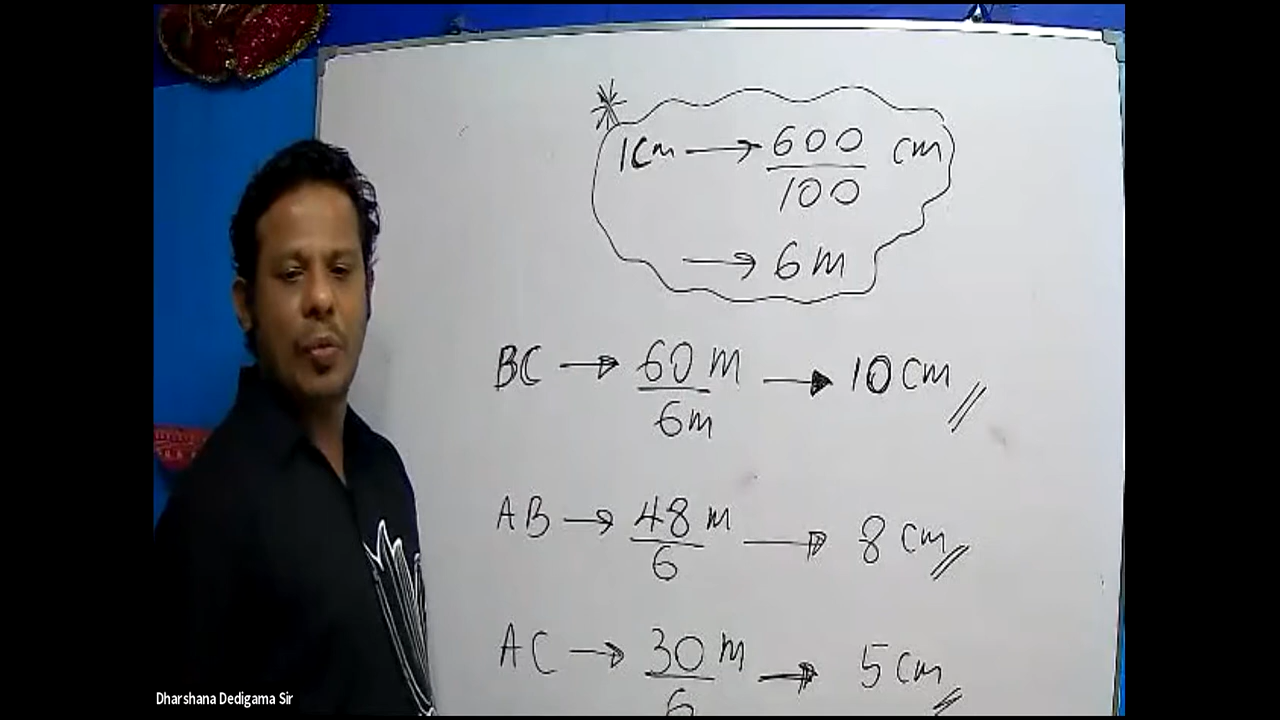 * 1cm → 600 cm
100
→ 6m
BC → 60m → 10cm //
6m
AB → 48m → 8cm //
6
AC → 30m → 5cm //
6
Dharshana Dedigama Sir